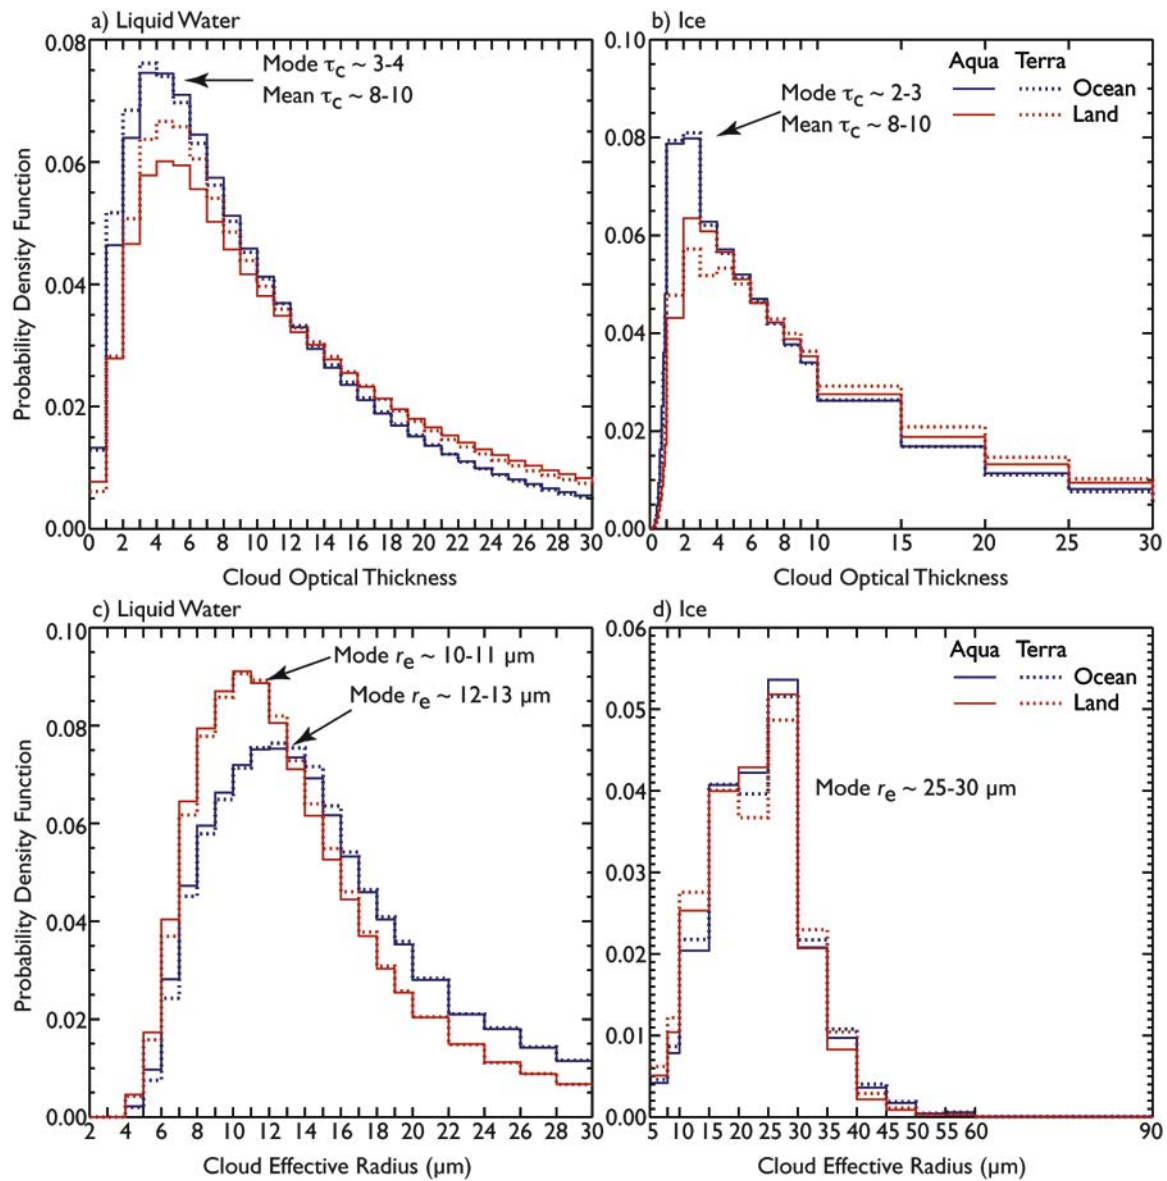 a) Liquid Water
Mode τc ~ 3-4
Mean τc ~ 8-10
Probability Density Function
0.08
0.06
0.04
0.02
0.00
0 2 4 6 8 10 12 14 16 18 20 22 24 26 28 30
Cloud Optical Thickness
b) Ice
Aqua Terra
Ocean
Land
Mode τc ~ 2-3
Mean τc ~ 8-10
0.10
0.08
0.06
0.04
0.02
0.00
0 2 4 6 8 10 15 20 25 30
Cloud Optical Thickness
c) Liquid Water
Mode re ~ 10-11 µm
Mode re ~ 12-13 µm
Probability Density Function
0.10
0.08
0.06
0.04
0.02
0.00
2 4 6 8 10 12 14 16 18 20 22 24 26 28 30
Cloud Effective Radius (µm)
d) Ice
Aqua Terra
Ocean
Land
Mode re ~ 25-30 µm
0.06
0.05
0.04
0.03
0.02
0.01
0.00
5 10 15 20 25 30 35 40 45 50 55 60 90
Cloud Effective Radius (µm)